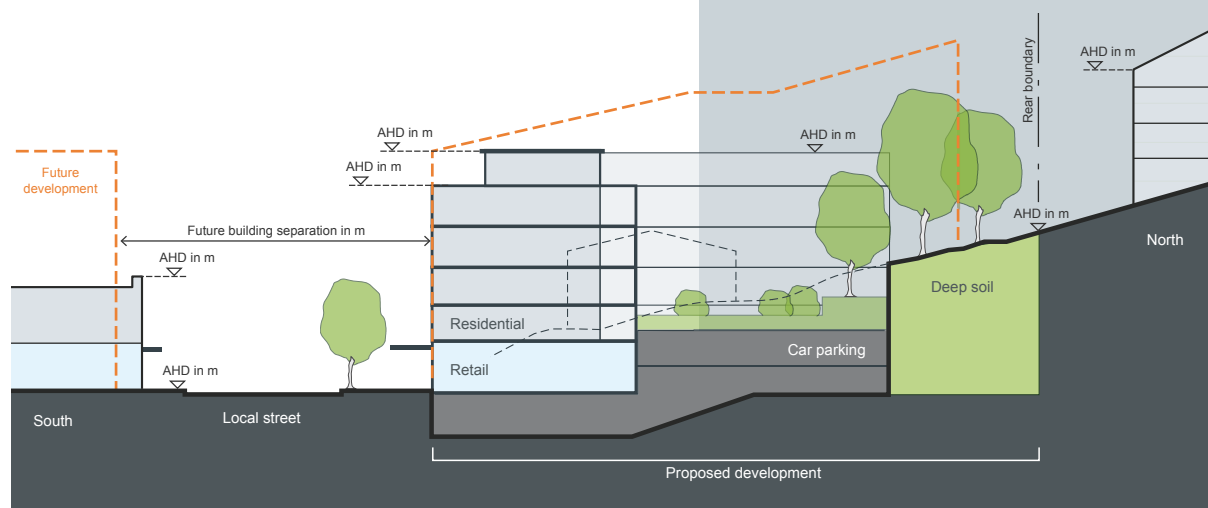 Rear boundary
AHD in m
AHD in m
AHD in m
AHD in m
Future
development
AHD in m
Future building separation in m
North
AHD in m
Deep soil
Residential
Car parking
Retail
AHD in m
South
Local street
Proposed development